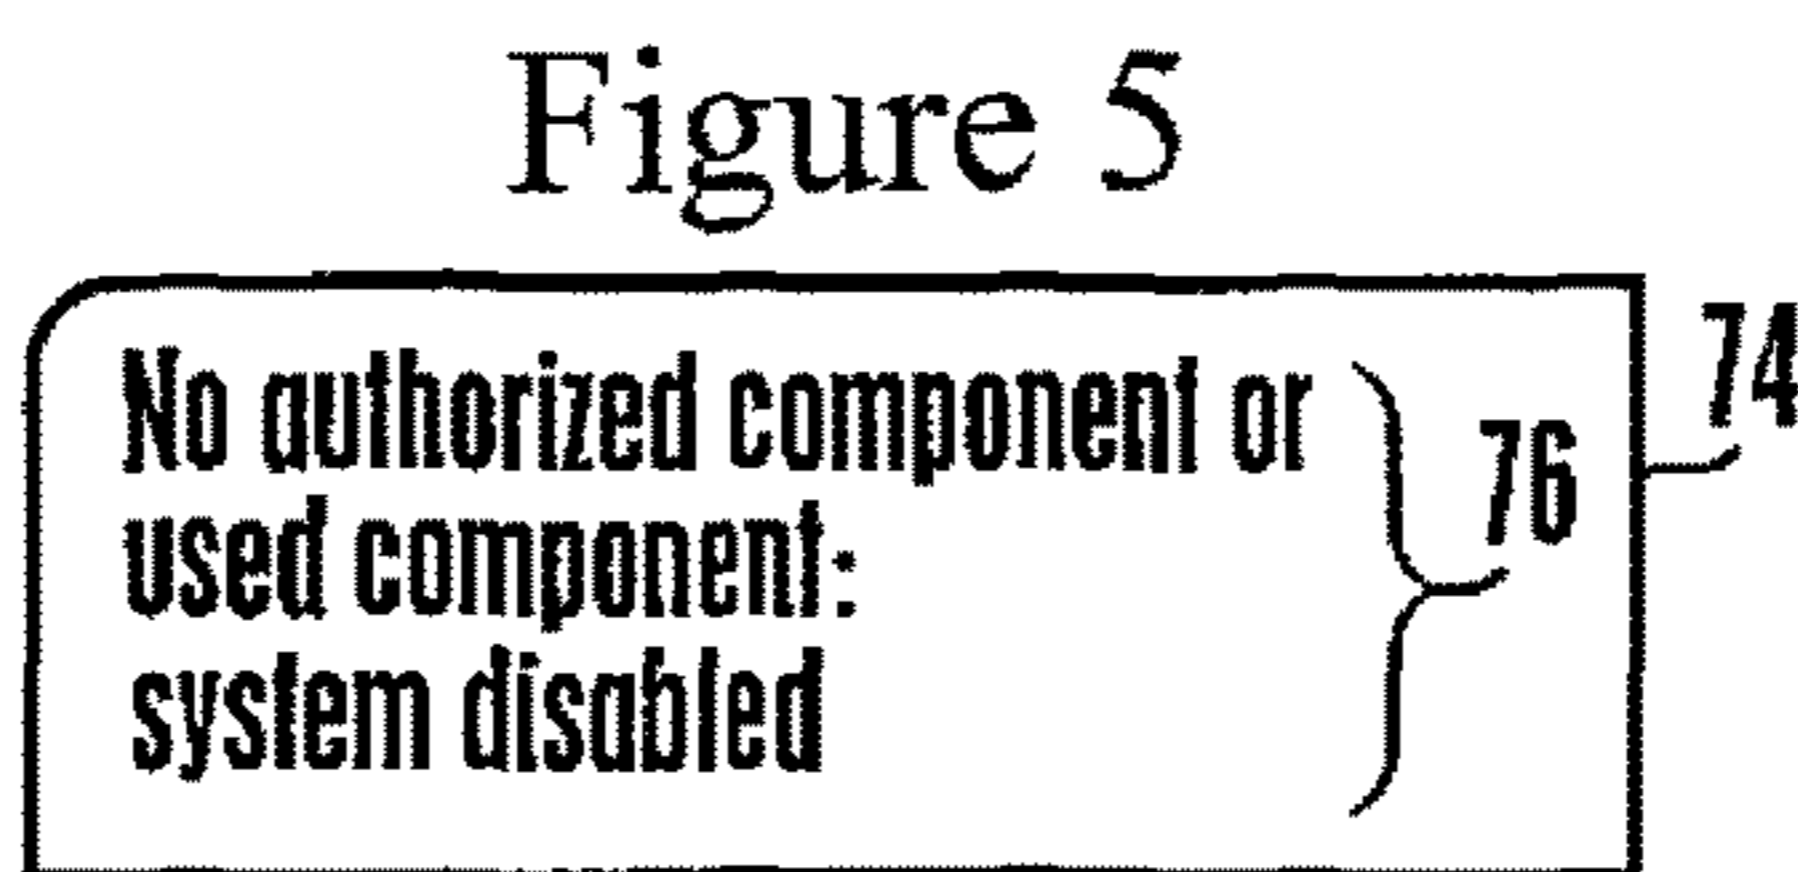 Figure 5
74
No authorized component or
76
used component:
system disabled